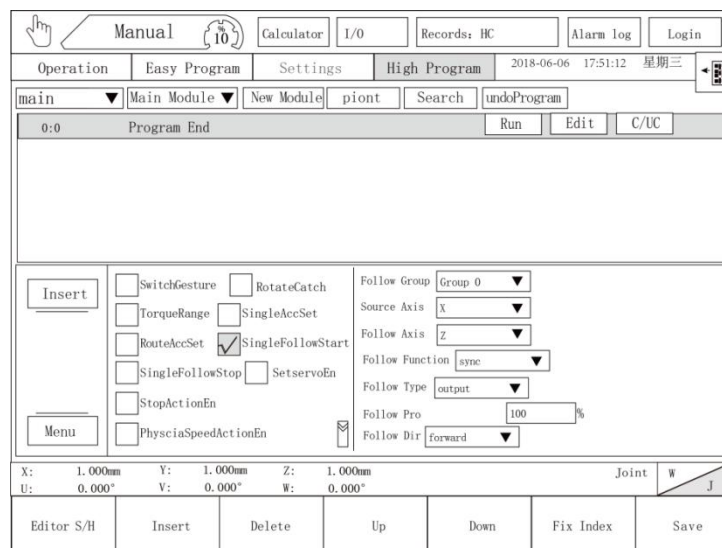 Manual % 10 Calculator I/O Records: HC Alarm log Login
Operation Easy Program Settings High Program 2018-06-06 17:51:12 星期三
main Main Module New Module piont Search undoProgram
0:0 Program End Run Edit C/UC
Insert
Menu
SwitchGesture RotateCatch
TorqueRange SingleAccSet
RouteAccSet SingleFollowStart
SingleFollowStop SetservoEn
StopActionEn
PhysciaSpeedActionEn
Follow Group Group 0
Source Axis X
Follow Axis Z
Follow Function sync
Follow Type output
Follow Pro 100 %
Follow Dir forward
X: 1.000mm Y: 1.000mm Z: 1.000mm Joint W
U: 0.000° V: 0.000° W: 0.000° J
Editor S/H Insert Delete Up Down Fix Index Save